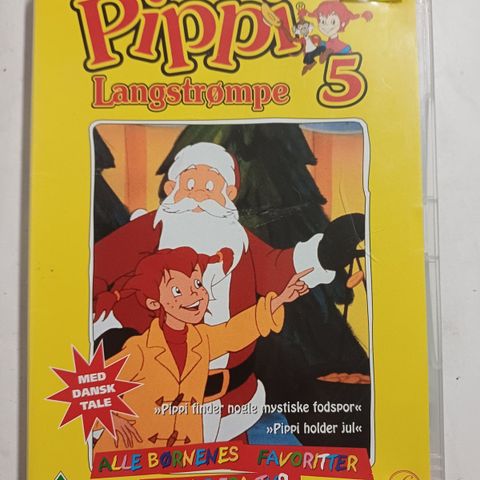 Pippi®
Langstrømpe 5
MED
DANSK
TALE
»Pippi finder nogle mystiske fodspor«
»Pippi holder jul«
ALLE BØRNENES FAVORITTER